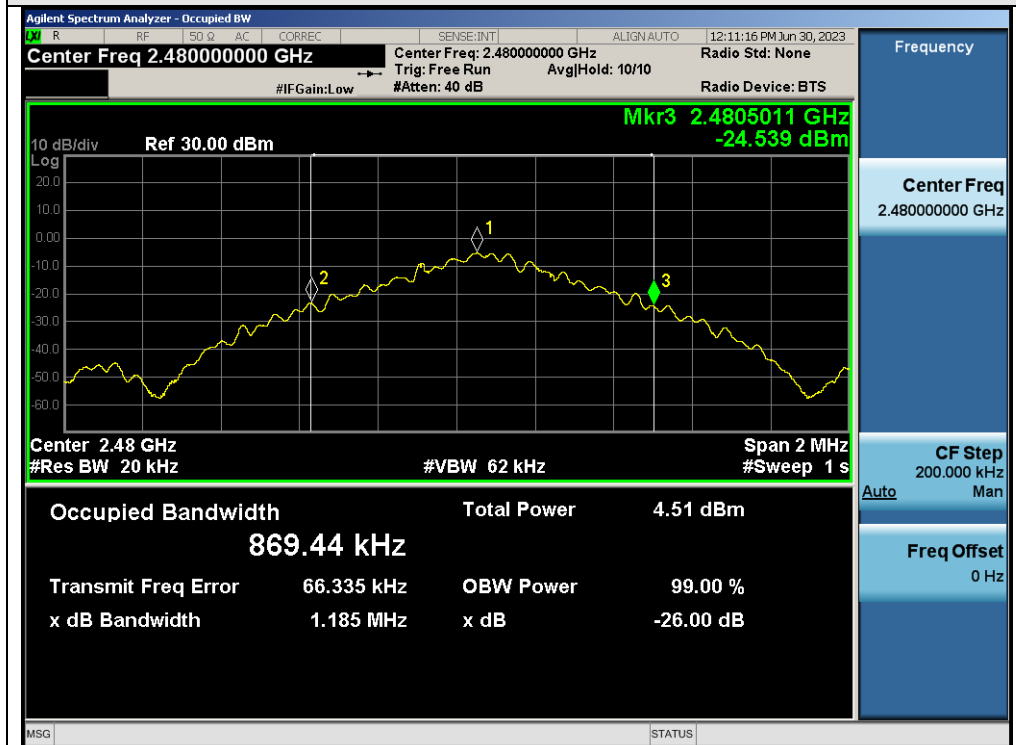 Agilent Spectrum Analyzer - Occupied BW
LXI R RF 50 Ω AC CORREC SENSE:INT ALIGN AUTO 12:11:16 PM Jun 30, 2023
Center Freq 2.480000000 GHz
Center Freq: 2.480000000 GHz Radio Std: None
Trig: Free Run Avg|Hold: 10/10
#IFGain:Low #Atten: 40 dB Radio Device: BTS
Mkr3 2.4805011 GHz
-24.539 dBm
10 dB/div Ref 30.00 dBm
Log
20.0
10.0
0.00
-10.0
-20.0
-30.0
-40.0
-50.0
-60.0
1
2
3
Center 2.48 GHz Span 2 MHz
#Res BW 20 kHz #VBW 62 kHz #Sweep 1 s
Occupied Bandwidth Total Power 4.51 dBm
869.44 kHz
Transmit Freq Error 66.335 kHz OBW Power 99.00 %
x dB Bandwidth 1.185 MHz x dB -26.00 dB
MSG STATUS
Frequency
Center Freq
2.480000000 GHz
CF Step
200.000 kHz
Auto Man
Freq Offset
0 Hz